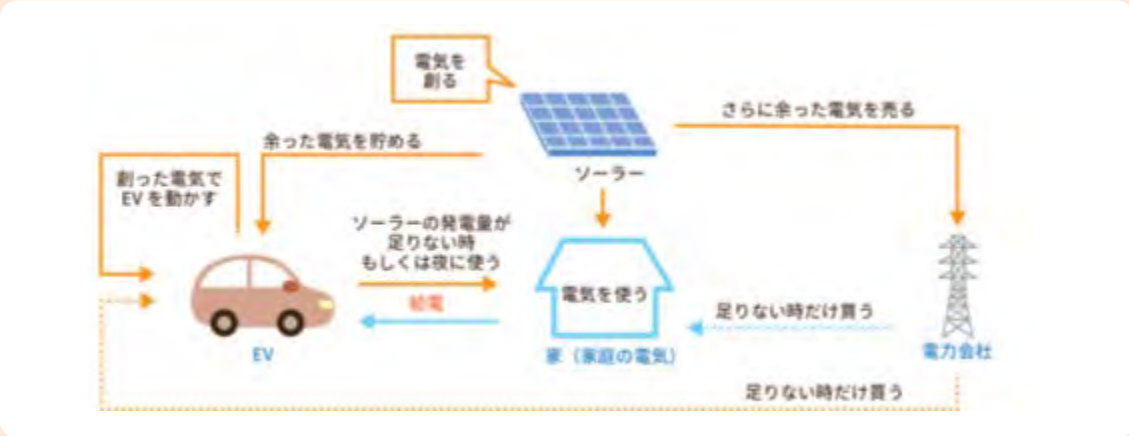 電気を
創る
さらに余った電気を売る
余った電気を貯める
ソーラー
創った電気で
EVを動かす
ソーラーの発電量が
足りない時
もしくは夜に使う
給電
電気を使う
足りない時だけ買う
EV
家（家庭の電気）
電力会社
足りない時だけ買う